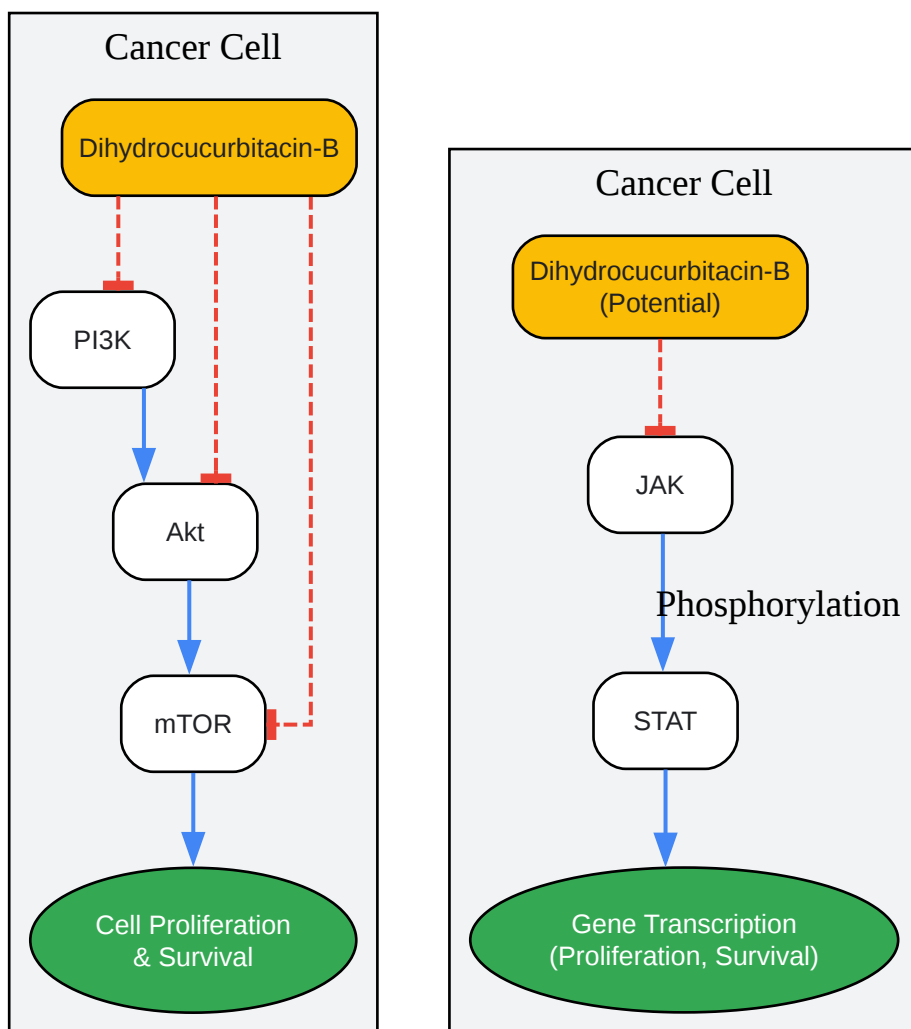 Cancer Cell
Dihydrocucurbitacin-B
PI3K
Akt
mTOR
Cell Proliferation
& Survival
Cancer Cell
Dihydrocucurbitacin-B
(Potential)
JAK
Phosphorylation
STAT
Gene Transcription
(Proliferation, Survival)